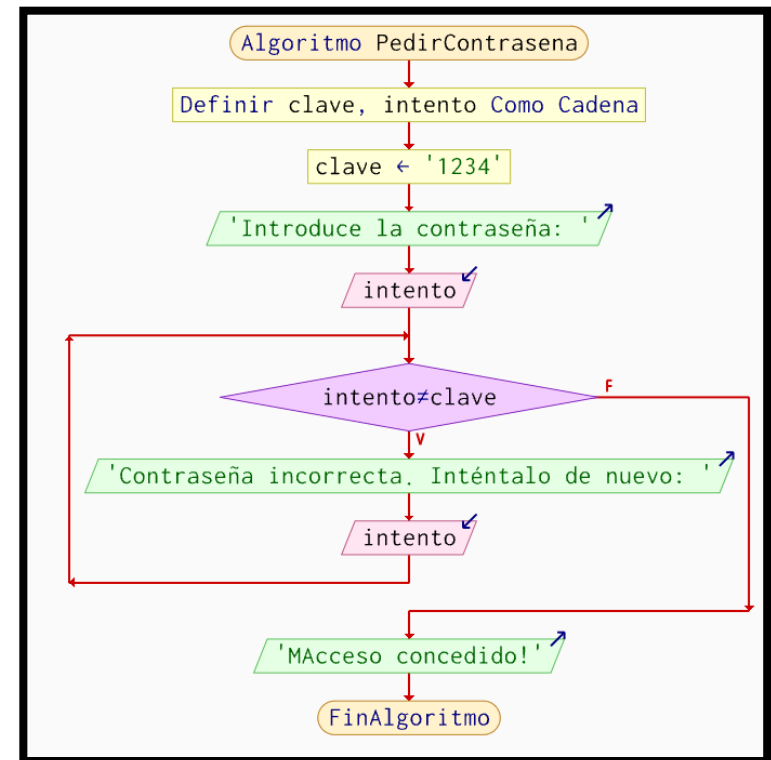 Algoritmo PedirContrasena
Definir clave, intento Como Cadena
clave ← '1234'
'Introduce la contraseña: '
intento
intento≠clave
F
V
'Contraseña incorrecta. Inténtalo de nuevo: '
intento
'MAcceso concedido!'
FinAlgoritmo